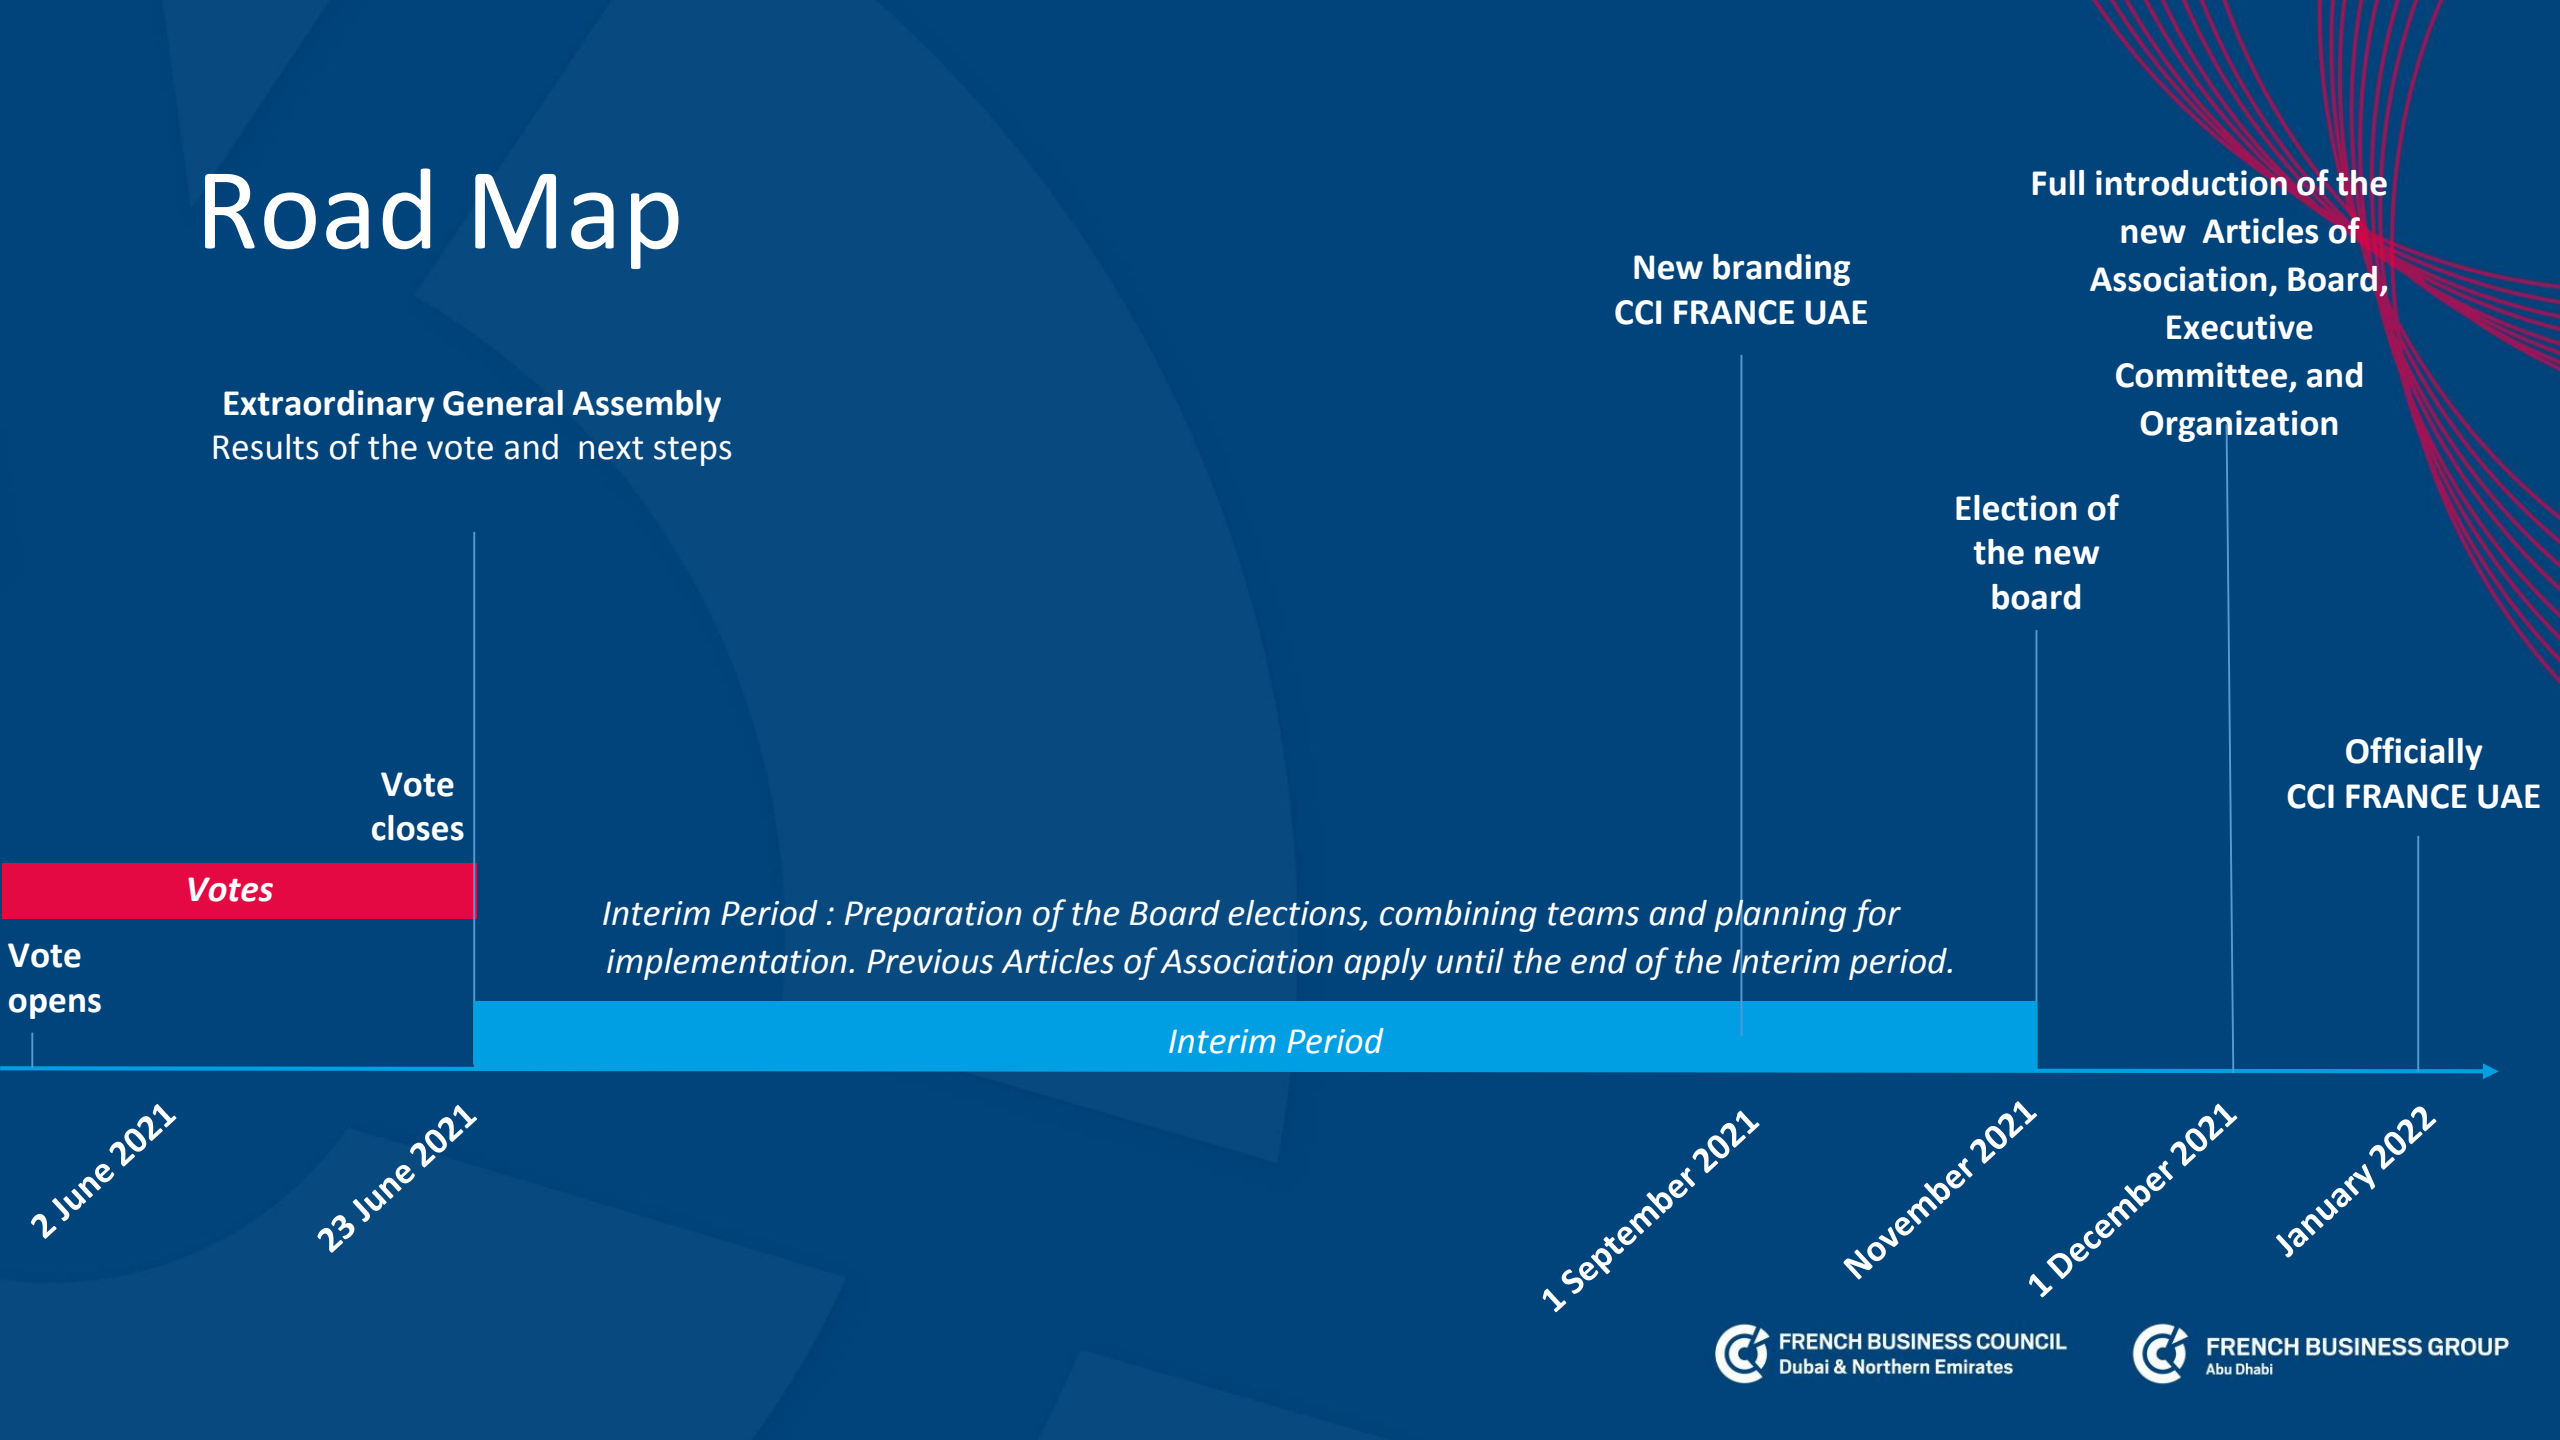 Road Map
Extraordinary General Assembly
Results of the vote and next steps
New branding
CCI FRANCE UAE
Full introduction of the
new Articles of
Association, Board,
Executive
Committee, and
Organization
Election of
the new
board
Officially
CCI FRANCE UAE
Vote
closes
Votes
Vote
opens
Interim Period : Preparation of the Board elections, combining teams and planning for
implementation. Previous Articles of Association apply until the end of the Interim period.
Interim Period
2 June 2021
23 June 2021
1 September 2021
November 2021
1 December 2021
January 2022
FRENCH BUSINESS COUNCIL
Dubai & Northern Emirates
FRENCH BUSINESS GROUP
Abu Dhabi